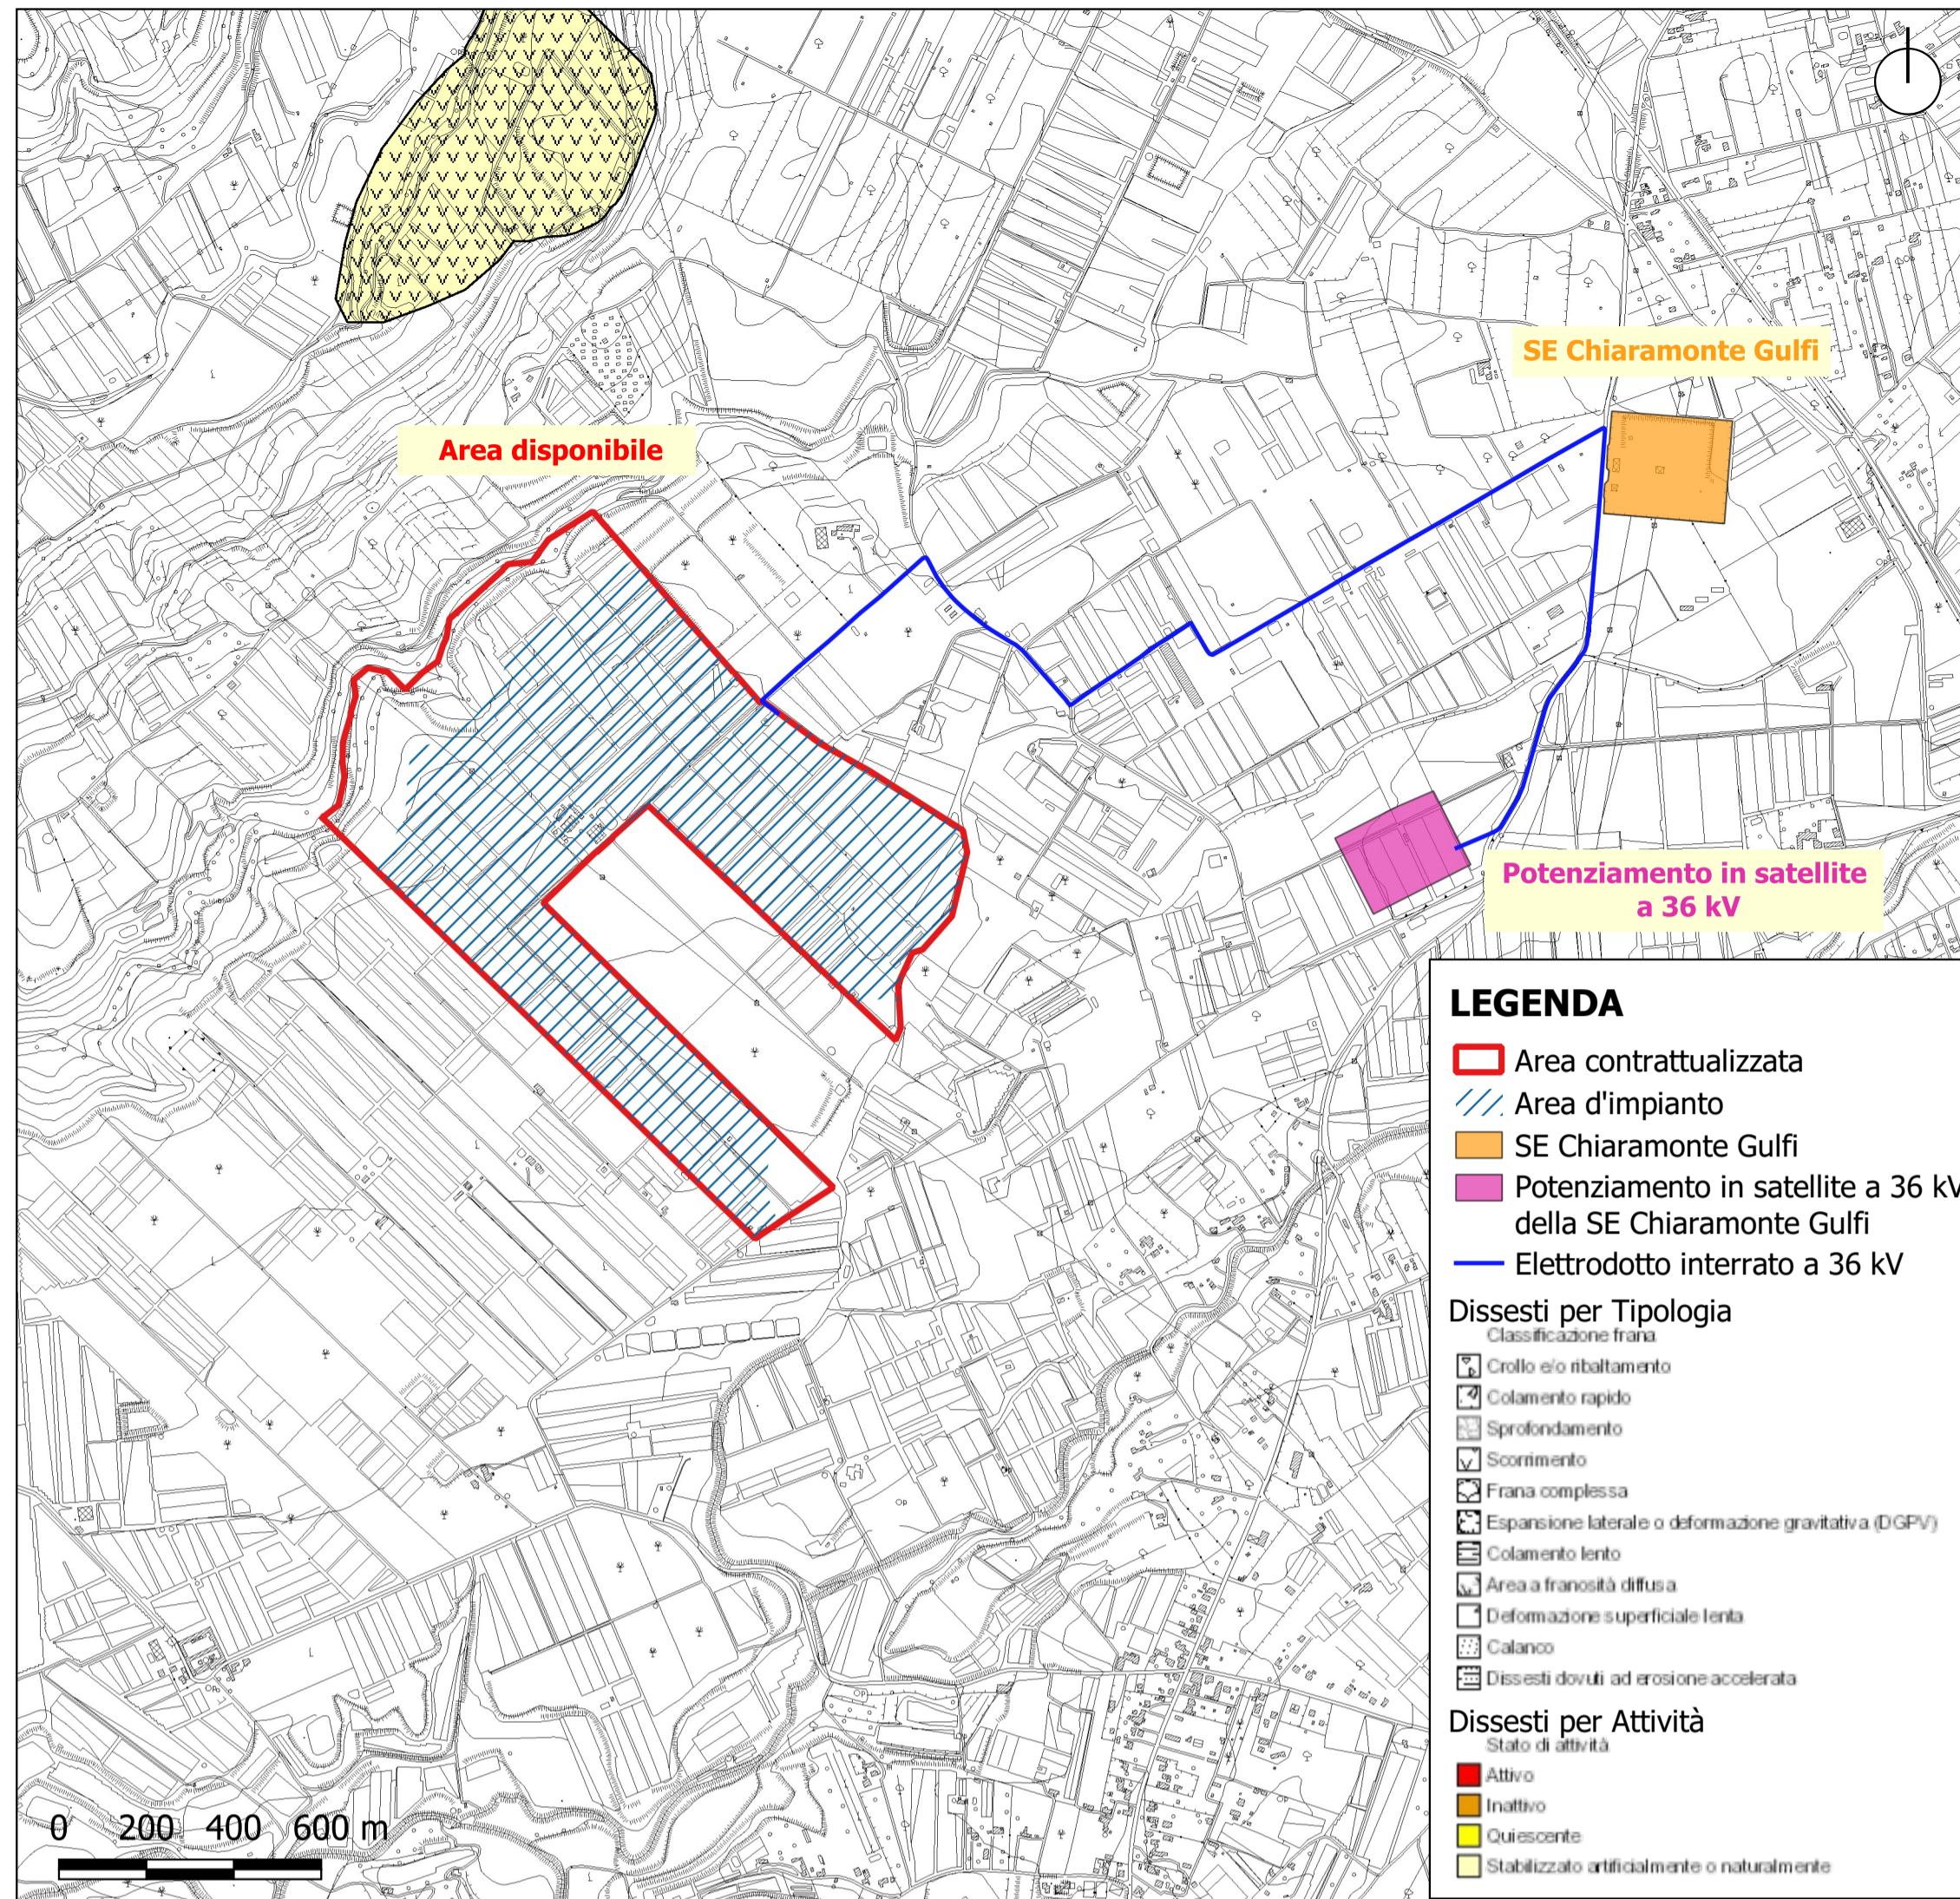 SE Chiaramonte Gulfi
Area disponibile
Potenziamento in satellite
a 36 kV
LEGENDA
Area contrattualizzata
Area d'impianto
SE Chiaramonte Gulfi
Potenziamento in satellite a 36 kV
della SE Chiaramonte Gulfi
Elettrodotto interrato a 36 kV
Dissesti per Tipologia
Classificazione frana
Crollo e/o ribaltamento
Colamento rapido
Sprofondamento
Scorrimento
Frana complessa
Espansione laterale o deformazione gravitativa (DGPV)
Colamento lento
Area a franosità diffusa
Deformazione superficiale lenta
Calanco
Dissesti dovuti ad erosione accelerata
Dissesti per Attività
Stato di attività
Attivo
Inattivo
Quiescente
Stabilizzato artificialmente o naturalmente
0 200 400 600 m